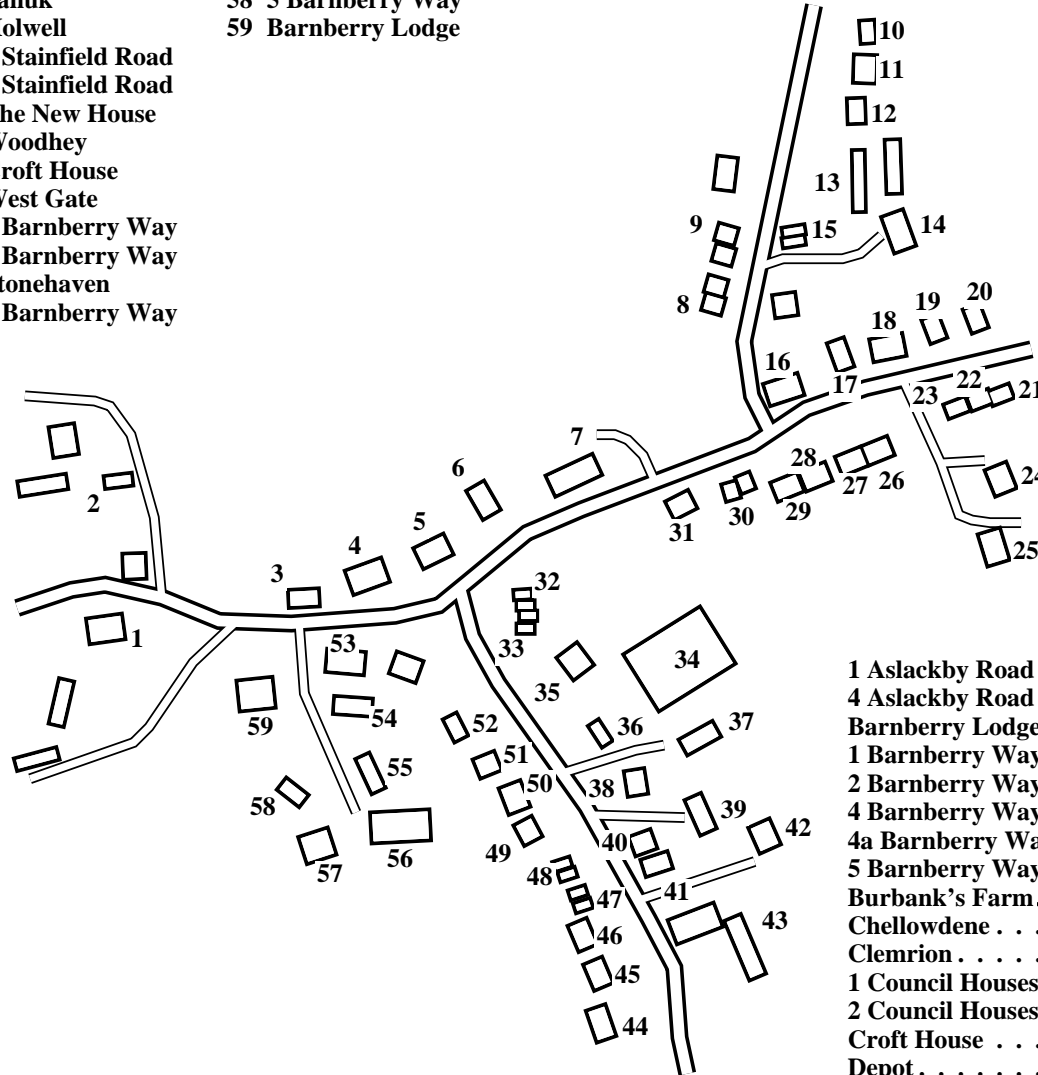 58 5 Barnberry Way
Holwell
59 Barnberry Lodge
Stainfield Road
Stainfield Road
The New House
Woodhey
Croft House
West Gate
Barnberry Way
Barnberry Way
Stonehaven
Barnberry Way
10
11
12
13
14
9
15
8
20
19
18
16
17
23
22
21
7
6
28
27
26
24
5
2
29
30
31
25
4
3
32
33
1
53
34
35
59
54
52
36
37
51
55
50
38
58
39
42
40
49
57
56
48
41
47
43
46
45
44
1 Aslackby Road
4 Aslackby Road
Barnberry Lodge
1 Barnberry Way
2 Barnberry Way
4 Barnberry Way
4a Barnberry Wa
5 Barnberry Way
Burbank's Farm.
Chellowdene . . .
Clemrion . . . . .
1 Council Houses
2 Council Houses
Croft House . . .
Depot . . . . . . .